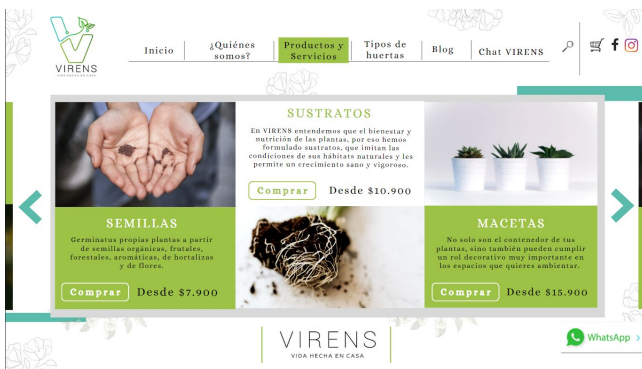 VIRENS
VIDA HECHA EN CASA
Inicio
¿Quiénes
somos?
Productos y
Servicios
Tipos de
huertas
Blog
Chat VIRENS
SEMILLAS
Germinatus propias plantas a partir
de semillas orgánicas, frutales,
forestales, aromáticas, de hortalizas
y de flores.
Comprar
Desde $7.900
SUSTRATOS
En VIRENS entendemos que el bienestar y
nutrición de las plantas, por eso hemos
formulado sustratos, que imitan las
condiciones de sus hábitats naturales y les
permite un crecimiento sano y vigoroso.
Comprar
Desde $10.900
MACETAS
No solo son el contenedor de tus
plantas, sino también pueden cumplir
un rol decorativo muy importante en
los espacios que quieres ambientar.
Comprar
Desde $15.900
VIRENS
VIDA HECHA EN CASA
WhatsApp